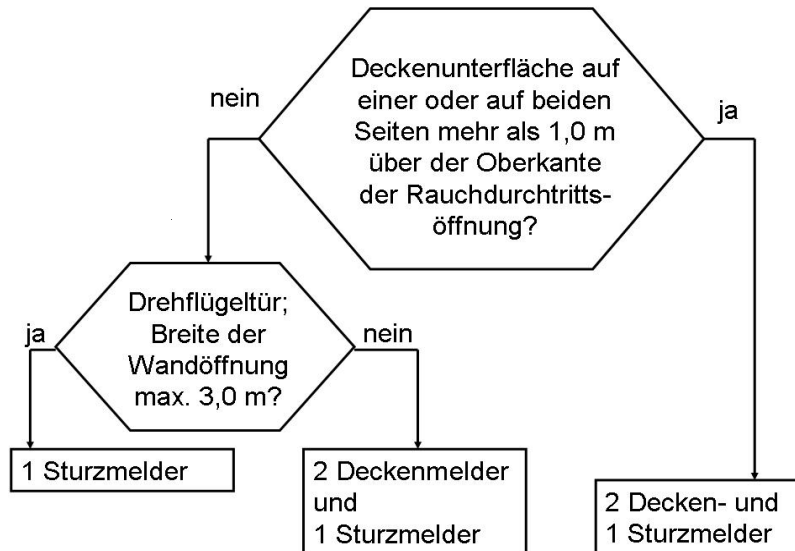 Deckenunterfläche auf
einer oder auf beiden
Seiten mehr als 1,0 m
über der Oberkante
der Rauchdurchtritts-
öffnung?
nein
ja
Drehflügeltür;
Breite der
Wandöffnung
max. 3,0 m?
ja
nein
1 Sturzmelder
2 Deckenmelder
und
1 Sturzmelder
2 Decken- und
1 Sturzmelder